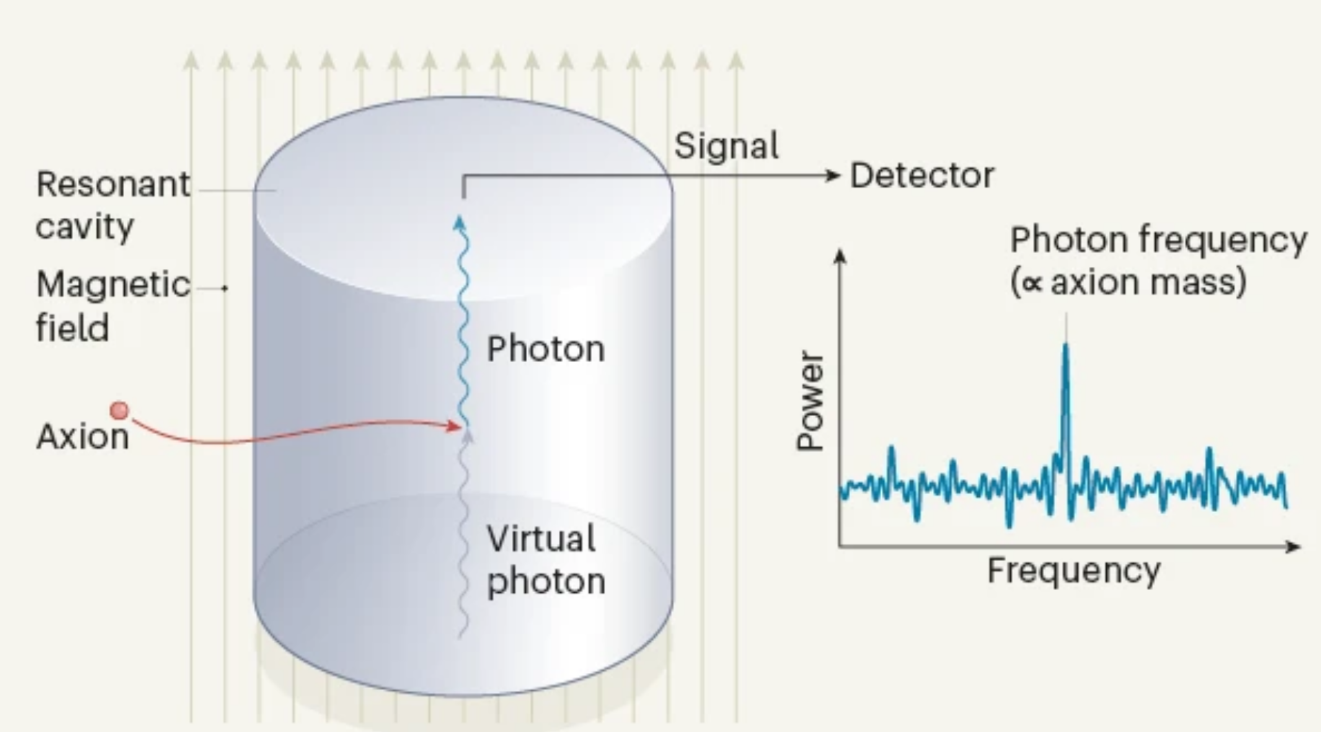 Resonant
cavity
Magnetic
field
Axion
Photon
Virtual
photon
Signal
Detector
Photon frequency
(∝ axion mass)
Power
Frequency